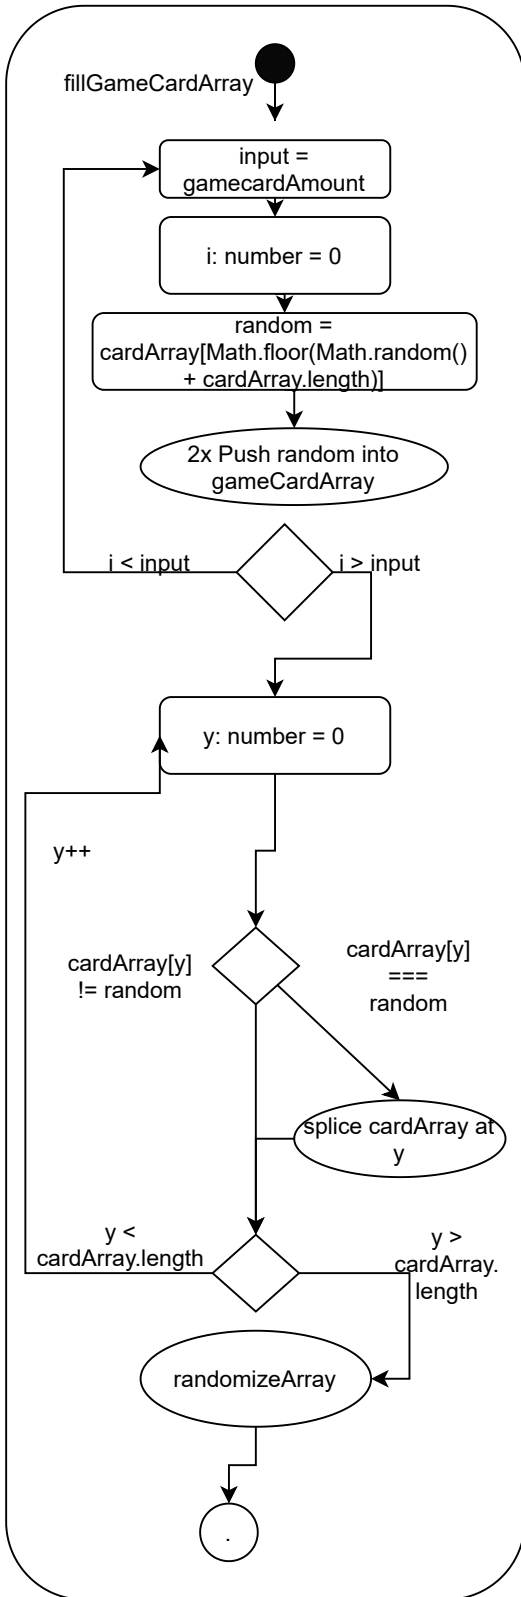 fillGameCardArray
input =
gamecardAmount
i: number = 0
random =
cardArray[Math.floor(Math.random()
+ cardArray.length)]
2x Push random into
gameCardArray
i < input
i > input
y: number = 0
y++
cardArray[y]
!= random
cardArray[y]
===
random
splice cardArray at
y
y <
cardArray.length
y >
cardArray.
length
randomizeArray
.